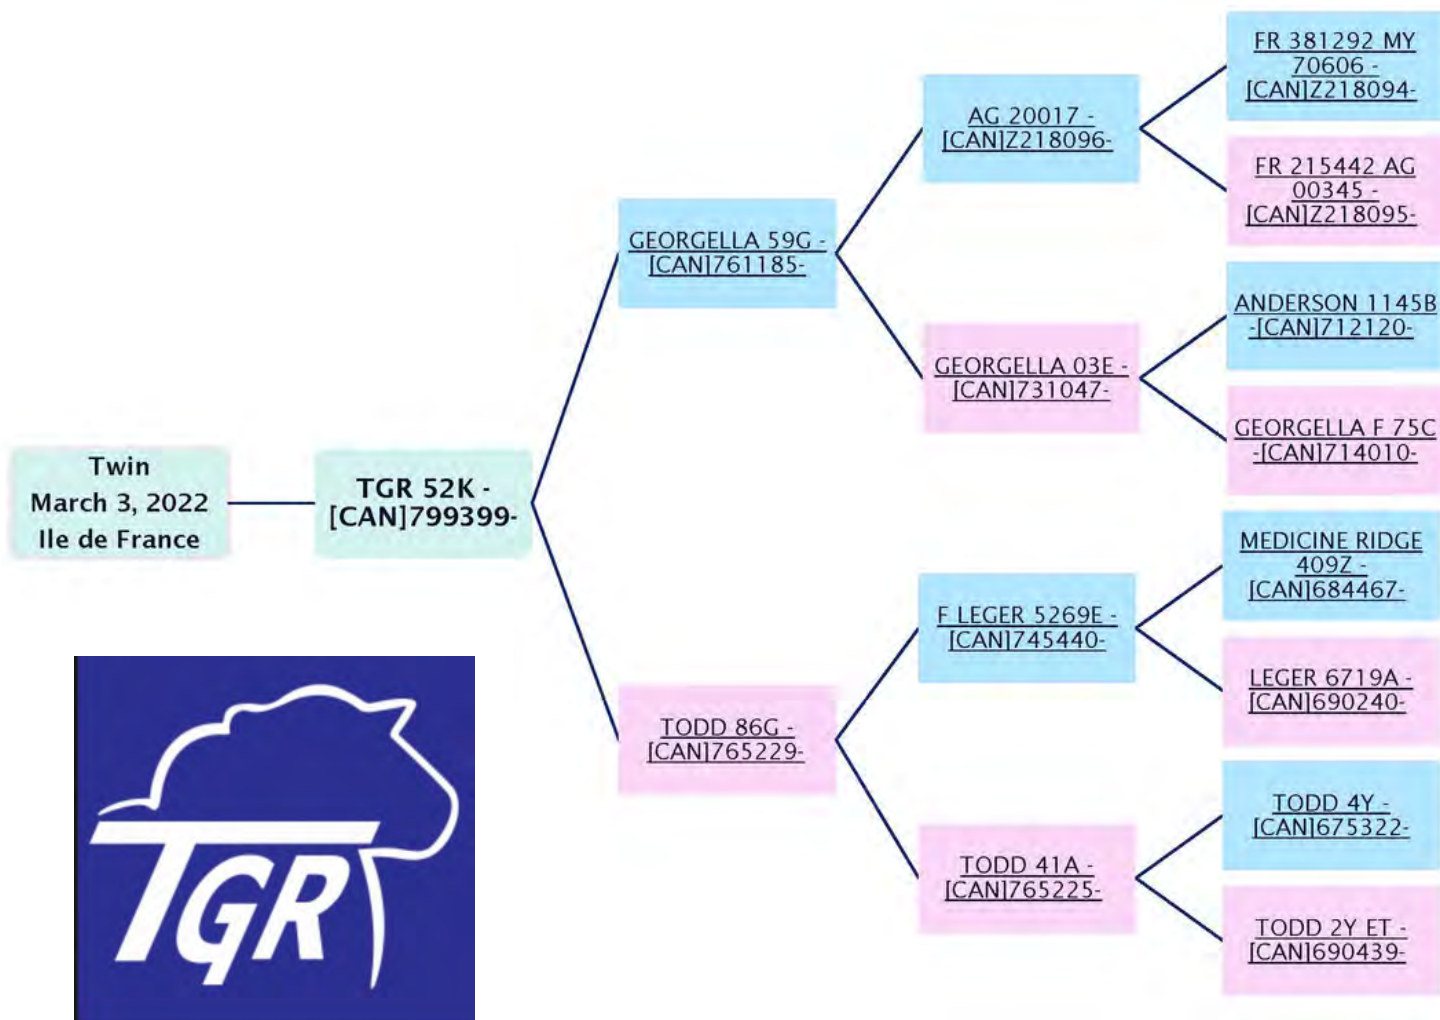 Twin
March 3, 2022
Ile de France
TGR 52K -
[CAN]799399-
GEORGELLA 59G -
[CAN]761185-
TODD 86G -
[CAN]765229-
AG 20017 -
[CAN]Z218096-
GEORGELLA 03E -
[CAN]731047-
F LEGER 5269E -
[CAN]745440-
TODD 41A -
[CAN]765225-
FR 381292 MY
70606 -
[CAN]Z218094-
FR 215442 AG
00345 -
[CAN]Z218095-
ANDERSON 1145B
-[CAN]712120-
GEORGELLA F 75C
-[CAN]714010-
MEDICINE RIDGE
409Z -
[CAN]684467-
LEGER 6719A -
[CAN]690240-
TODD 4Y -
[CAN]675322-
TODD 2Y ET -
[CAN]690439-
TGR